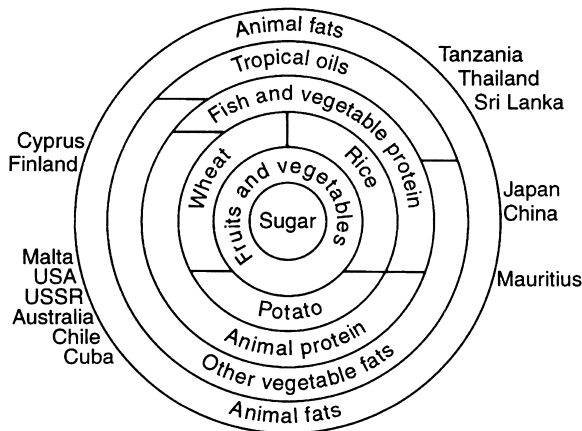 Animal fats
Tropical oils
Fish and vegetable protein
Wheat
Rice
Fruits and vegetables
Sugar
Potato
Animal protein
Other vegetable fats
Animal fats
Tanzania
Thailand
Sri Lanka
Cyprus
Finland
Japan
China
Malta
USA
USSR
Australia
Chile
Cuba
Mauritius